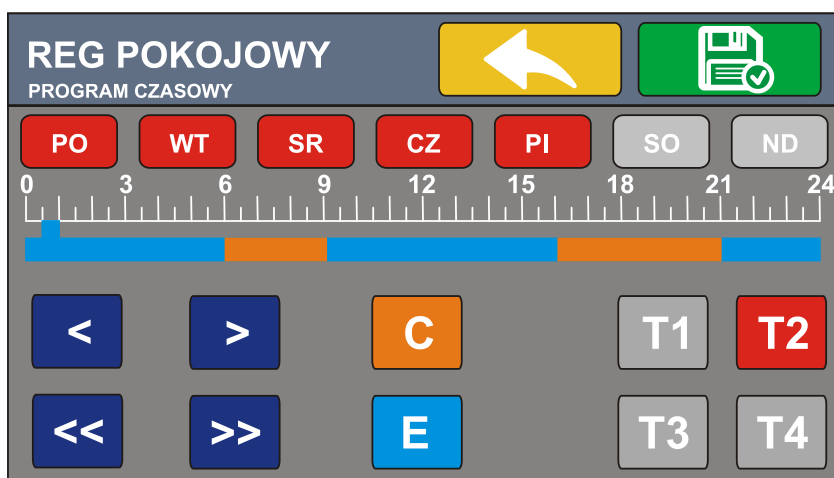 REG POKOJOWY
PROGRAM CZASOWY
PO WT SR CZ PI SO ND
0 3 6 9 12 15 18 21 24
< > C T1 T2
<< >> E T3 T4